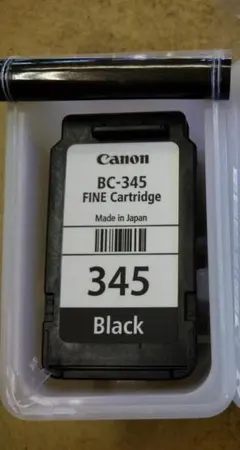 Canon
BC-345
FINE Cartridge
Made in Japan
345
Black